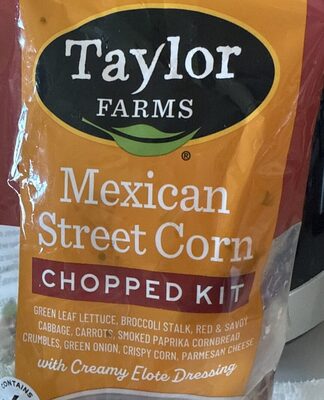 Taylor
FARMS
®
Mexican
Street Corn
CHOPPED KIT
GREEN LEAF LETTUCE, BROCCOLI STALK, RED & SAVOY
CABBAGE, CARROTS, SMOKED PAPRIKA CORNBREAD
CRUMBLES, GREEN ONION, CRISPY CORN, PARMESAN CHEESE
with Creamy Elote Dressing
CONTAINS